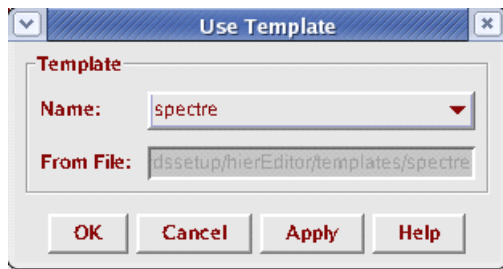 Use Template
Template
Name: spectre
From File: dssetup/hierEditor/templates/spectre
OK Cancel Apply Help